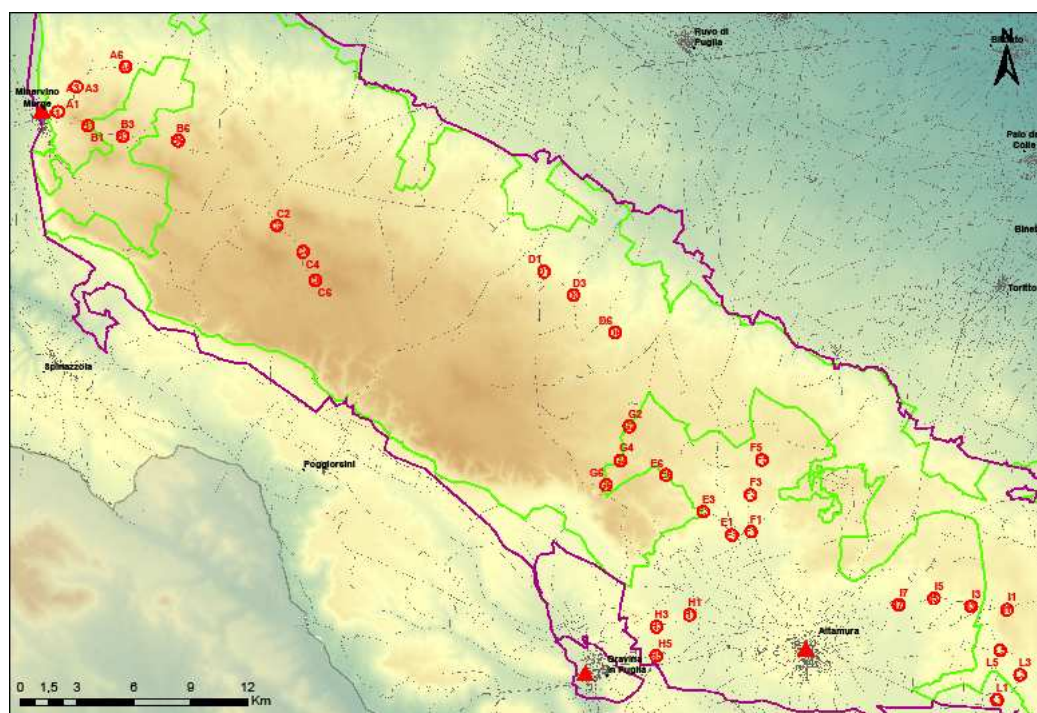 Ruvo di
Puglia
N
Bitonto
A6
A3
Minervino
Murge
A1
B1
B3
B6
Palo del
Colle
C2
C4
C6
D1
D3
D6
Toritto
Spinazzola
Poggiorsini
G2
G4
G6
E6
E3
E1
F5
F3
F1
I7
I5
I3
I1
H1
H3
H5
Altamura
Gravina
in Puglia
L5
L3
L1
0 1,5 3 6 9 12
Km